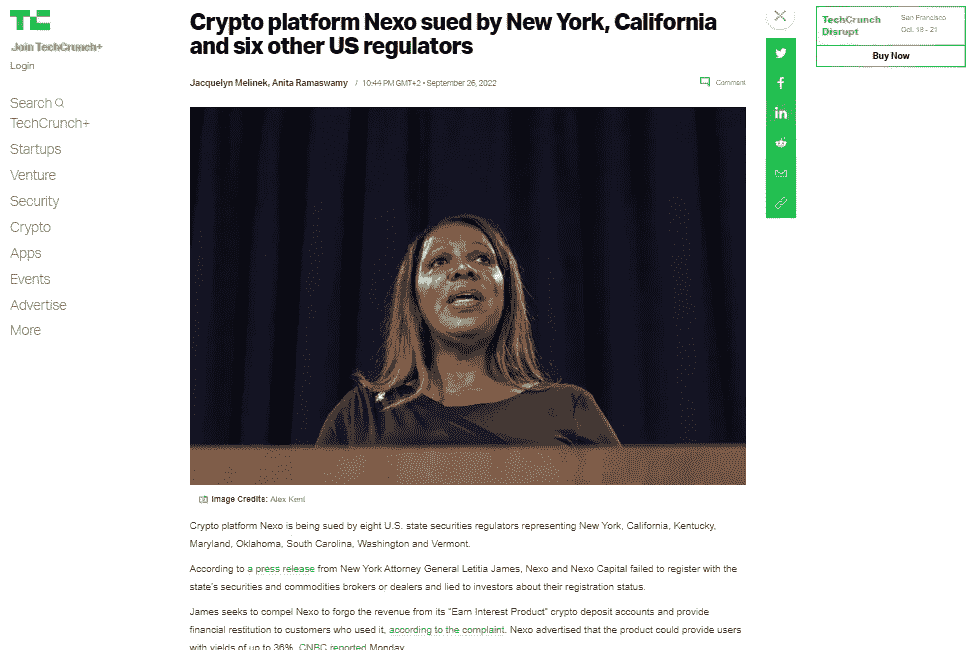 TC
Join TechCrunch+
Login
Search
TechCrunch+
Startups
Venture
Security
Crypto
Apps
Events
Advertise
More
Crypto platform Nexo sued by New York, California
and six other US regulators
Jacquelyn Melinek, Anita Ramaswamy / 10:44 PM GMT+2 • September 26, 2022
Comment
Image Credits: Alex Kent
Crypto platform Nexo is being sued by eight U.S. state securities regulators representing New York, California, Kentucky,
Maryland, Oklahoma, South Carolina, Washington and Vermont.
According to a press release from New York Attorney General Letitia James, Nexo and Nexo Capital failed to register with the
state's securities and commodities brokers or dealers and lied to investors about their registration status.
James seeks to compel Nexo to forgo the revenue from its "Earn Interest Product" crypto deposit accounts and provide
financial restitution to customers who used it, according to the complaint. Nexo advertised that the product could provide users
with yields of up to 36%, CNBC reported Monday.
TechCrunch
Disrupt
San Francisco
Oct. 18 - 21
Buy Now